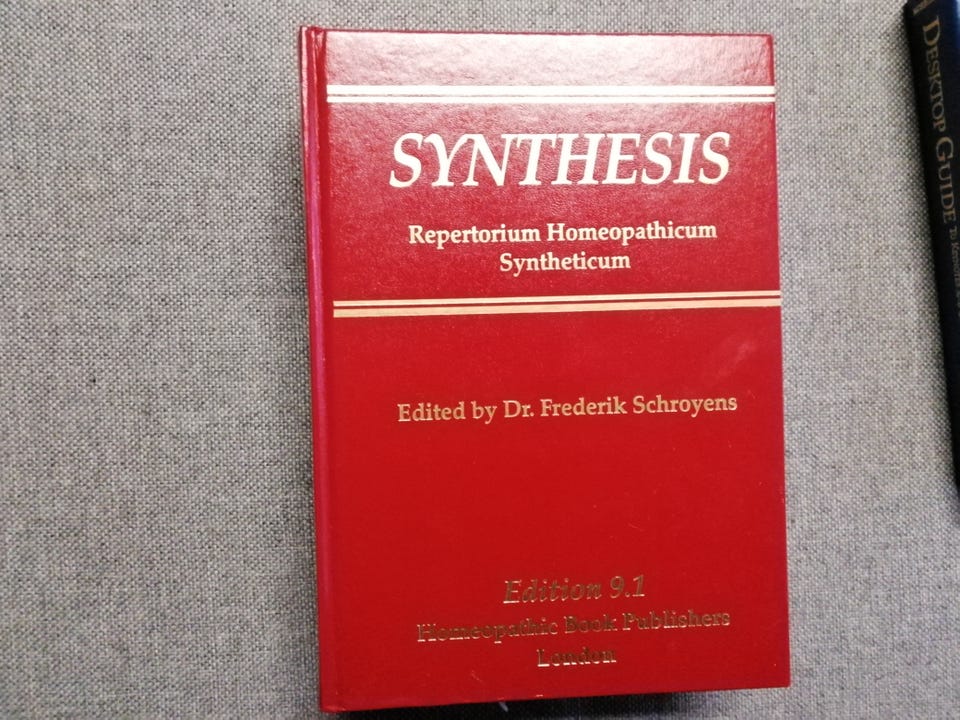 SYNTHESIS
Repertorium Homeopathicum
Syntheticum
Edited by Dr. Frederik Schroyens
Edition 9.1
Homeopathic Book Publishers
London
DESKTOP GUIDE